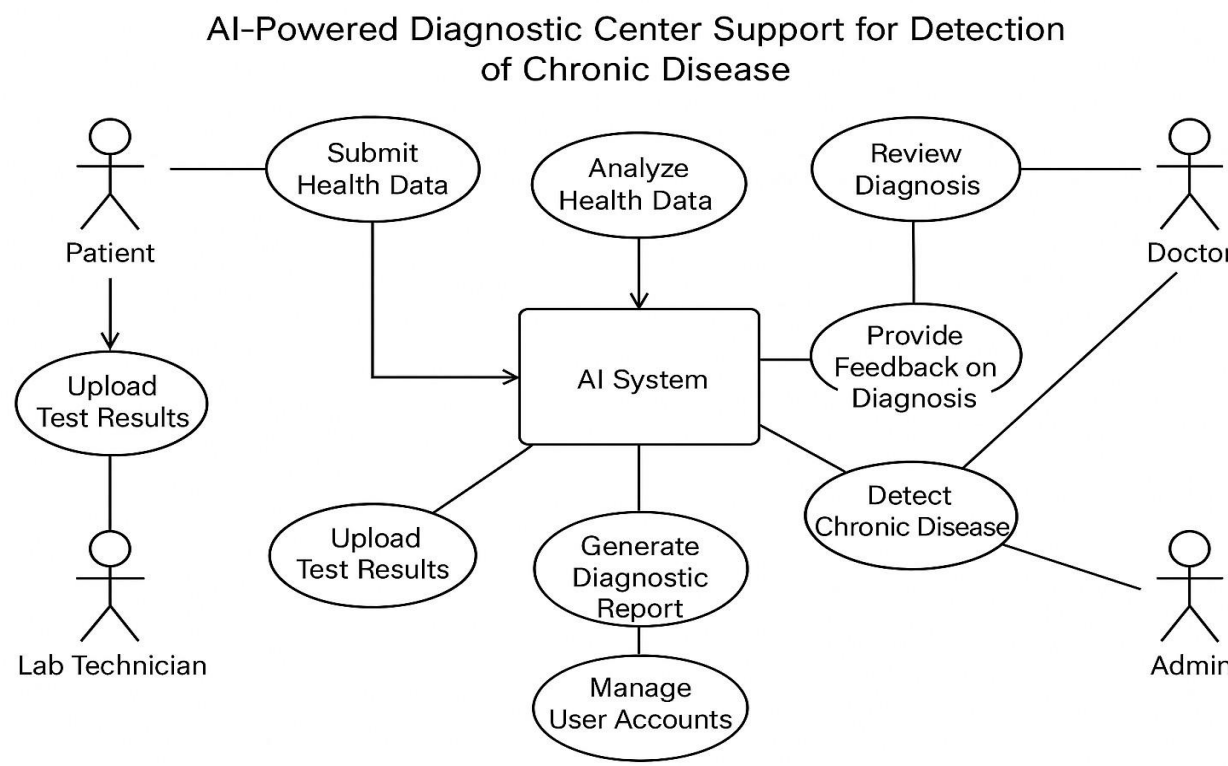 AI-Powered Diagnostic Center Support for Detection
of Chronic Disease
Submit
Health Data
Analyze
Health Data
Review
Diagnosis
Patient
Doctor
Upload
Test Results
AI System
Provide
Feedback on
Diagnosis
Upload
Test Results
Generate
Diagnostic
Report
Detect
Chronic Disease
Lab Technician
Admin
Manage
User Accounts